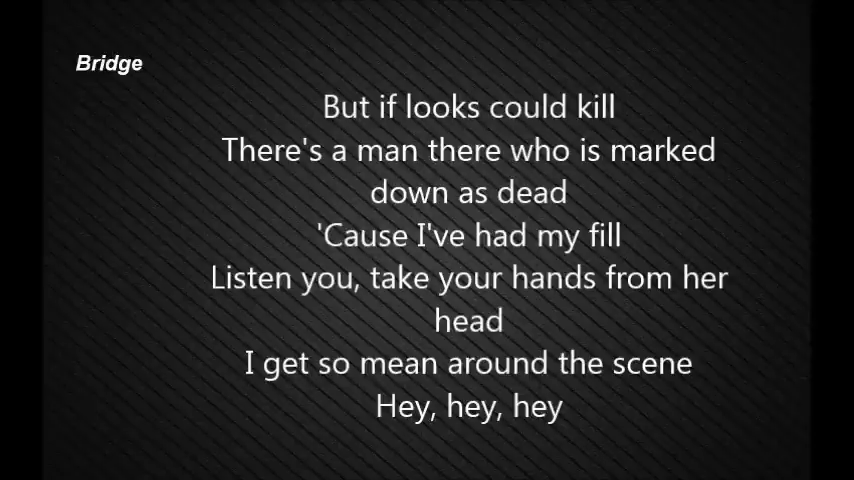 Bridge
But if looks could kill
There's a man there who is marked
down as dead
'Cause I've had my fill
Listen you, take your hands from her
head
I get so mean around the scene
Hey, hey, hey